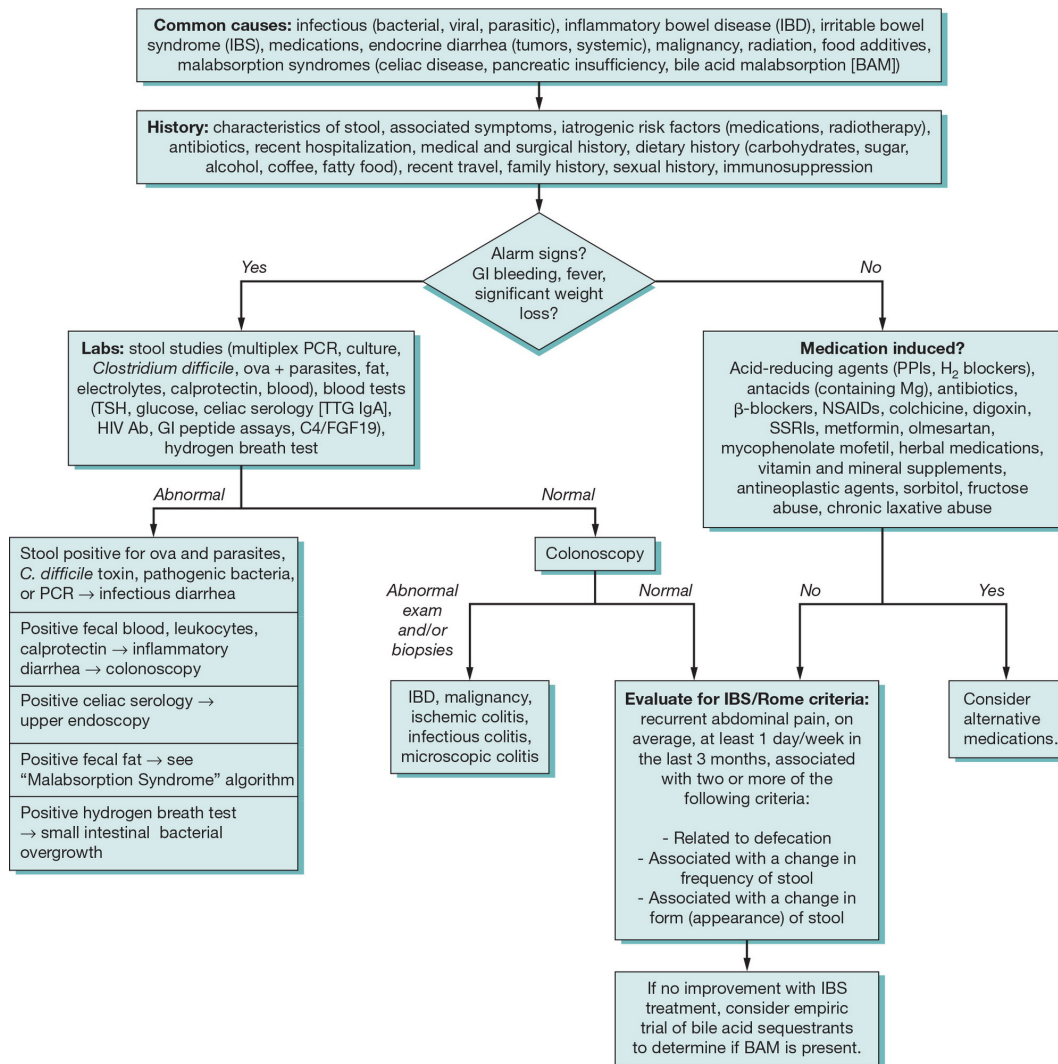 Common causes: infectious (bacterial, viral, parasitic), inflammatory bowel disease (IBD), irritable bowel
syndrome (IBS), medications, endocrine diarrhea (tumors, systemic), malignancy, radiation, food additives,
malabsorption syndromes (celiac disease, pancreatic insufficiency, bile acid malabsorption [BAM])
History: characteristics of stool, associated symptoms, iatrogenic risk factors (medications, radiotherapy),
antibiotics, recent hospitalization, medical and surgical history, dietary history (carbohydrates, sugar,
alcohol, coffee, fatty food), recent travel, family history, sexual history, immunosuppression
Alarm signs?
GI bleeding, fever,
significant weight
loss?
Yes
No
Labs: stool studies (multiplex PCR, culture,
Clostridium difficile, ova + parasites, fat,
electrolytes, calprotectin, blood), blood tests
(TSH, glucose, celiac serology [TTG IgA],
HIV Ab, GI peptide assays, C4/FGF19),
hydrogen breath test
Medication induced?
Acid-reducing agents (PPIs, H2 blockers),
antacids (containing Mg), antibiotics,
β-blockers, NSAIDs, colchicine, digoxin,
SSRIs, metformin, olmesartan,
mycophenolate mofetil, herbal medications,
vitamin and mineral supplements,
antineoplastic agents, sorbitol, fructose
abuse, chronic laxative abuse
Abnormal
Normal
Stool positive for ova and parasites,
C. difficile toxin, pathogenic bacteria,
or PCR → infectious diarrhea
Positive fecal blood, leukocytes,
calprotectin → inflammatory
diarrhea → colonoscopy
Positive celiac serology →
upper endoscopy
Positive fecal fat → see
“Malabsorption Syndrome” algorithm
Positive hydrogen breath test
→ small intestinal bacterial
overgrowth
Colonoscopy
Abnormal
exam
and/or
biopsies
Normal
No
Yes
IBD, malignancy,
ischemic colitis,
infectious colitis,
microscopic colitis
Evaluate for IBS/Rome criteria:
recurrent abdominal pain, on
average, at least 1 day/week in
the last 3 months, associated
with two or more of the
following criteria:
- Related to defecation
- Associated with a change in
frequency of stool
- Associated with a change in
form (appearance) of stool
Consider
alternative
medications.
If no improvement with IBS
treatment, consider empiric
trial of bile acid sequestrants
to determine if BAM is present.